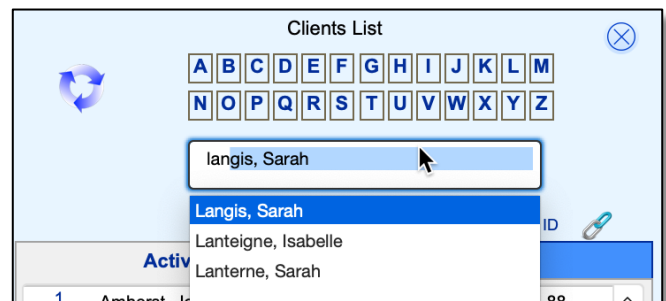 Clients List
A B C D E F G H I J K L M
N O P Q R S T U V W X Y Z
langis, Sarah
Langis, Sarah
ID
Lanteigne, Isabelle
Activ
Lanterne, Sarah
1
88